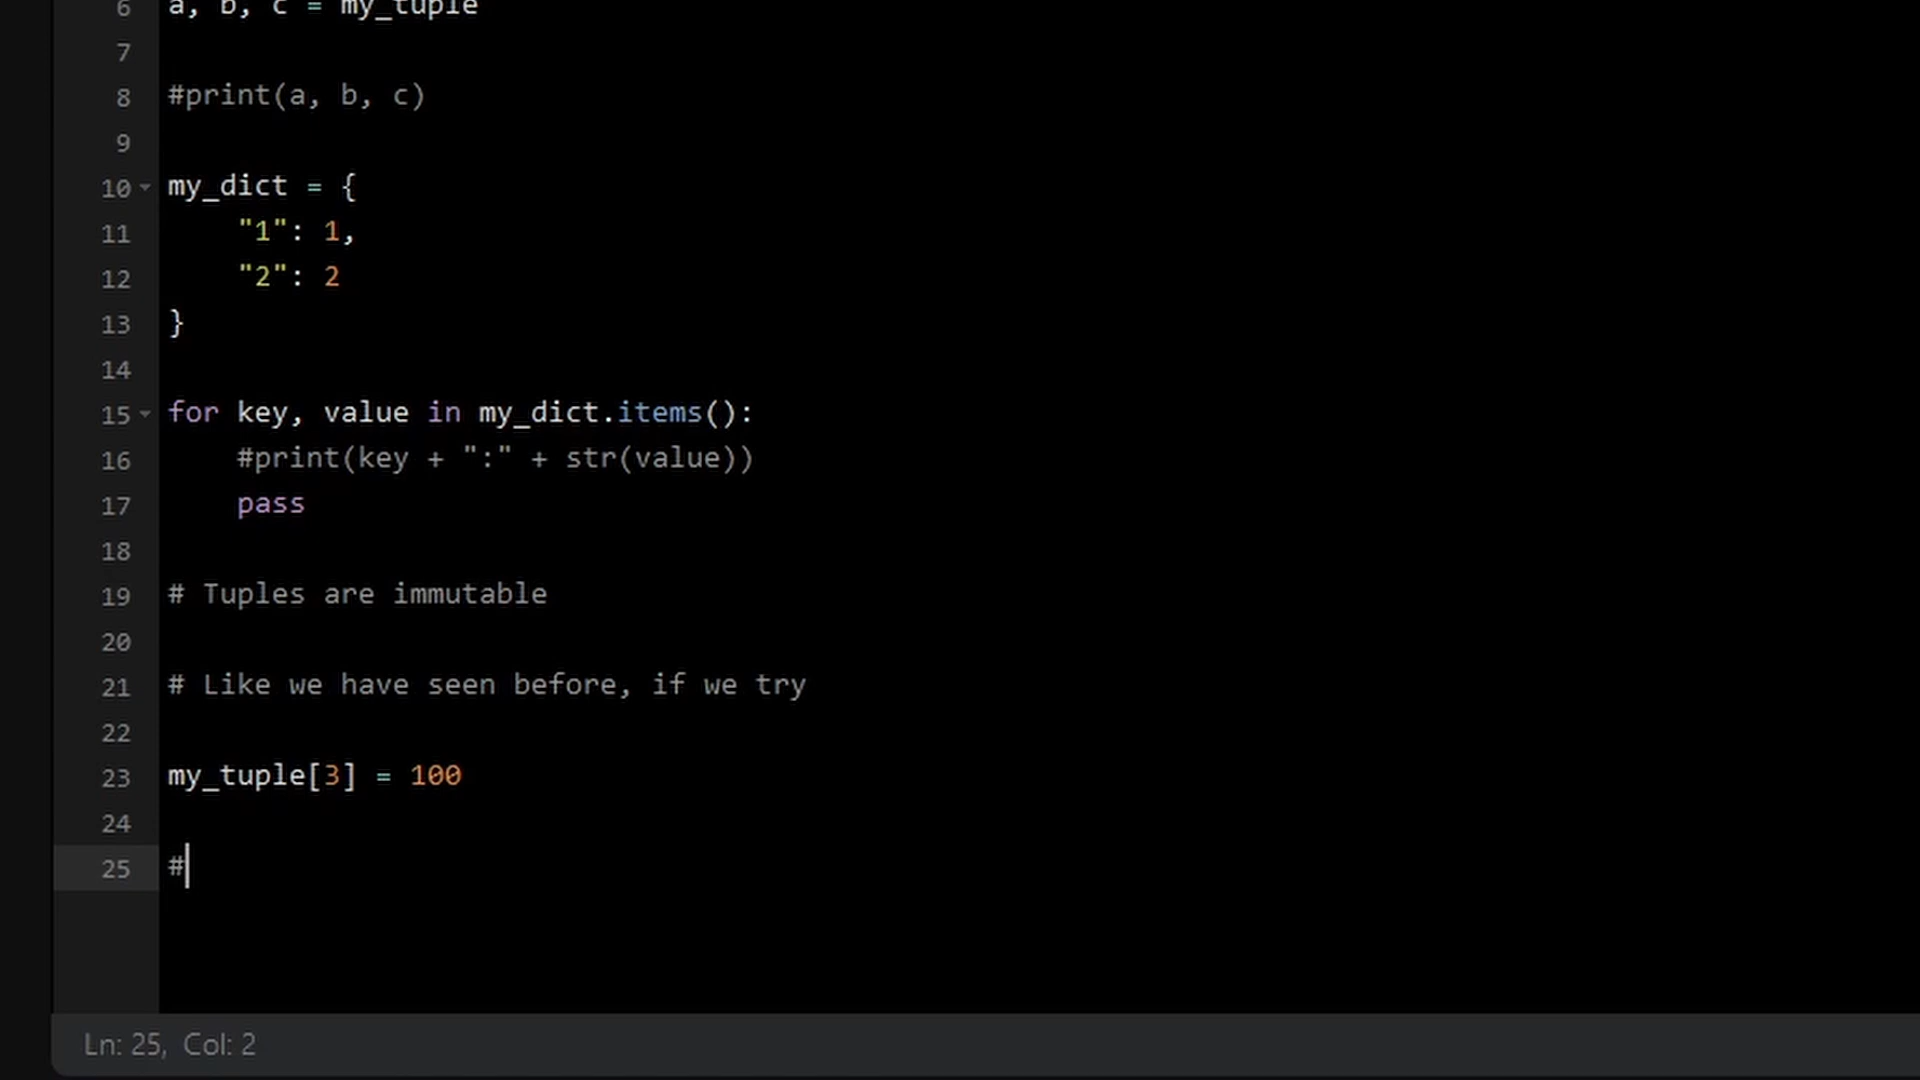 6 a, b, c = my_tuple
7
8 #print(a, b, c)
9
10 my_dict = {
11     "1": 1,
12     "2": 2
13 }
14
15 for key, value in my_dict.items():
16     #print(key + ":" + str(value))
17     pass
18
19 # Tuples are immutable
20
21 # Like we have seen before, if we try
22
23 my_tuple[3] = 100
24
25 #
Ln: 25, Col: 2